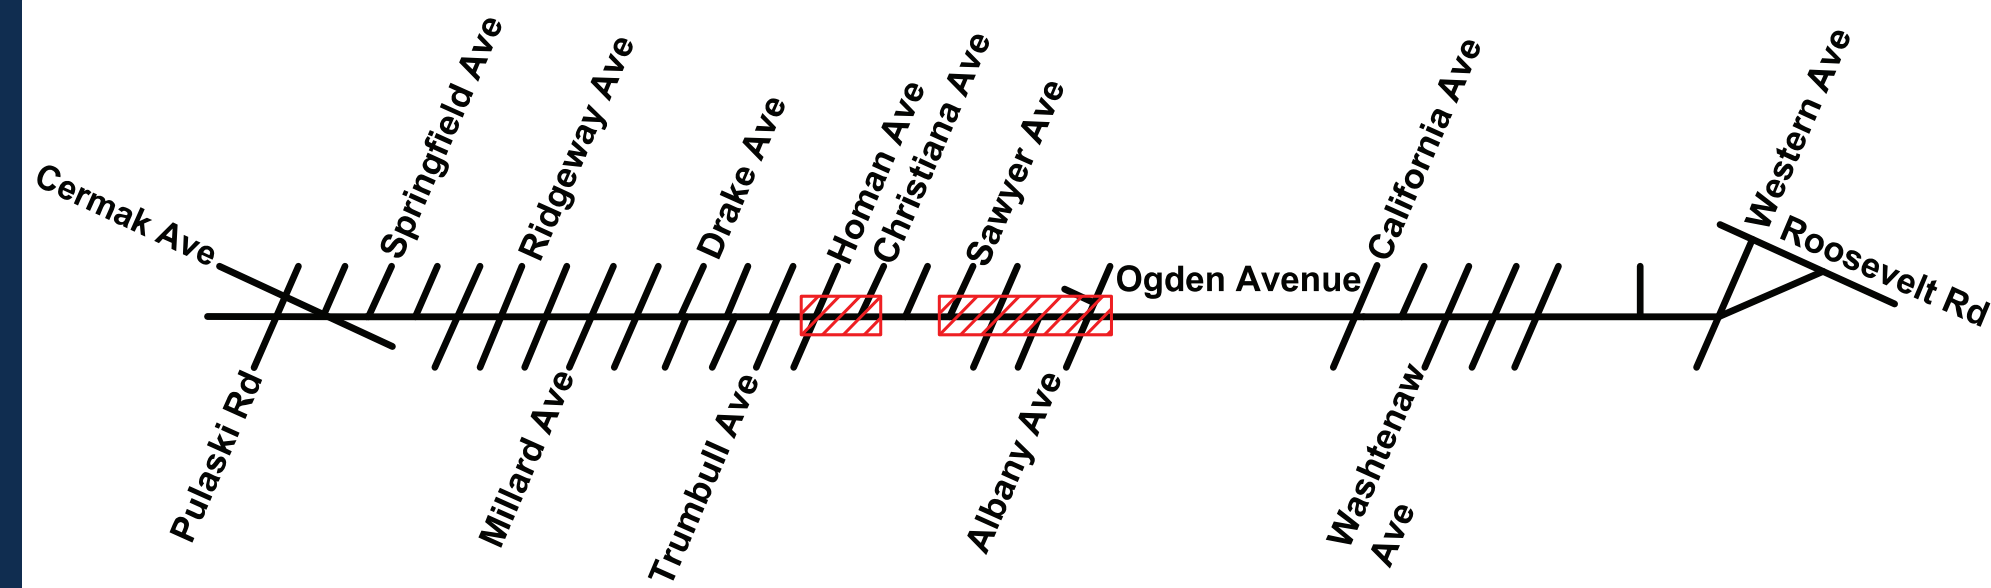 Cermak Ave
Springfield Ave
Ridgeway Ave
Drake Ave
Homan Ave
Christiana Ave
Sawyer Ave
Ogden Avenue
California Ave
Western Ave
Roosevelt Rd
Pulaski Rd
Millard Ave
Trumbull Ave
Albany Ave
Washtenaw
Ave